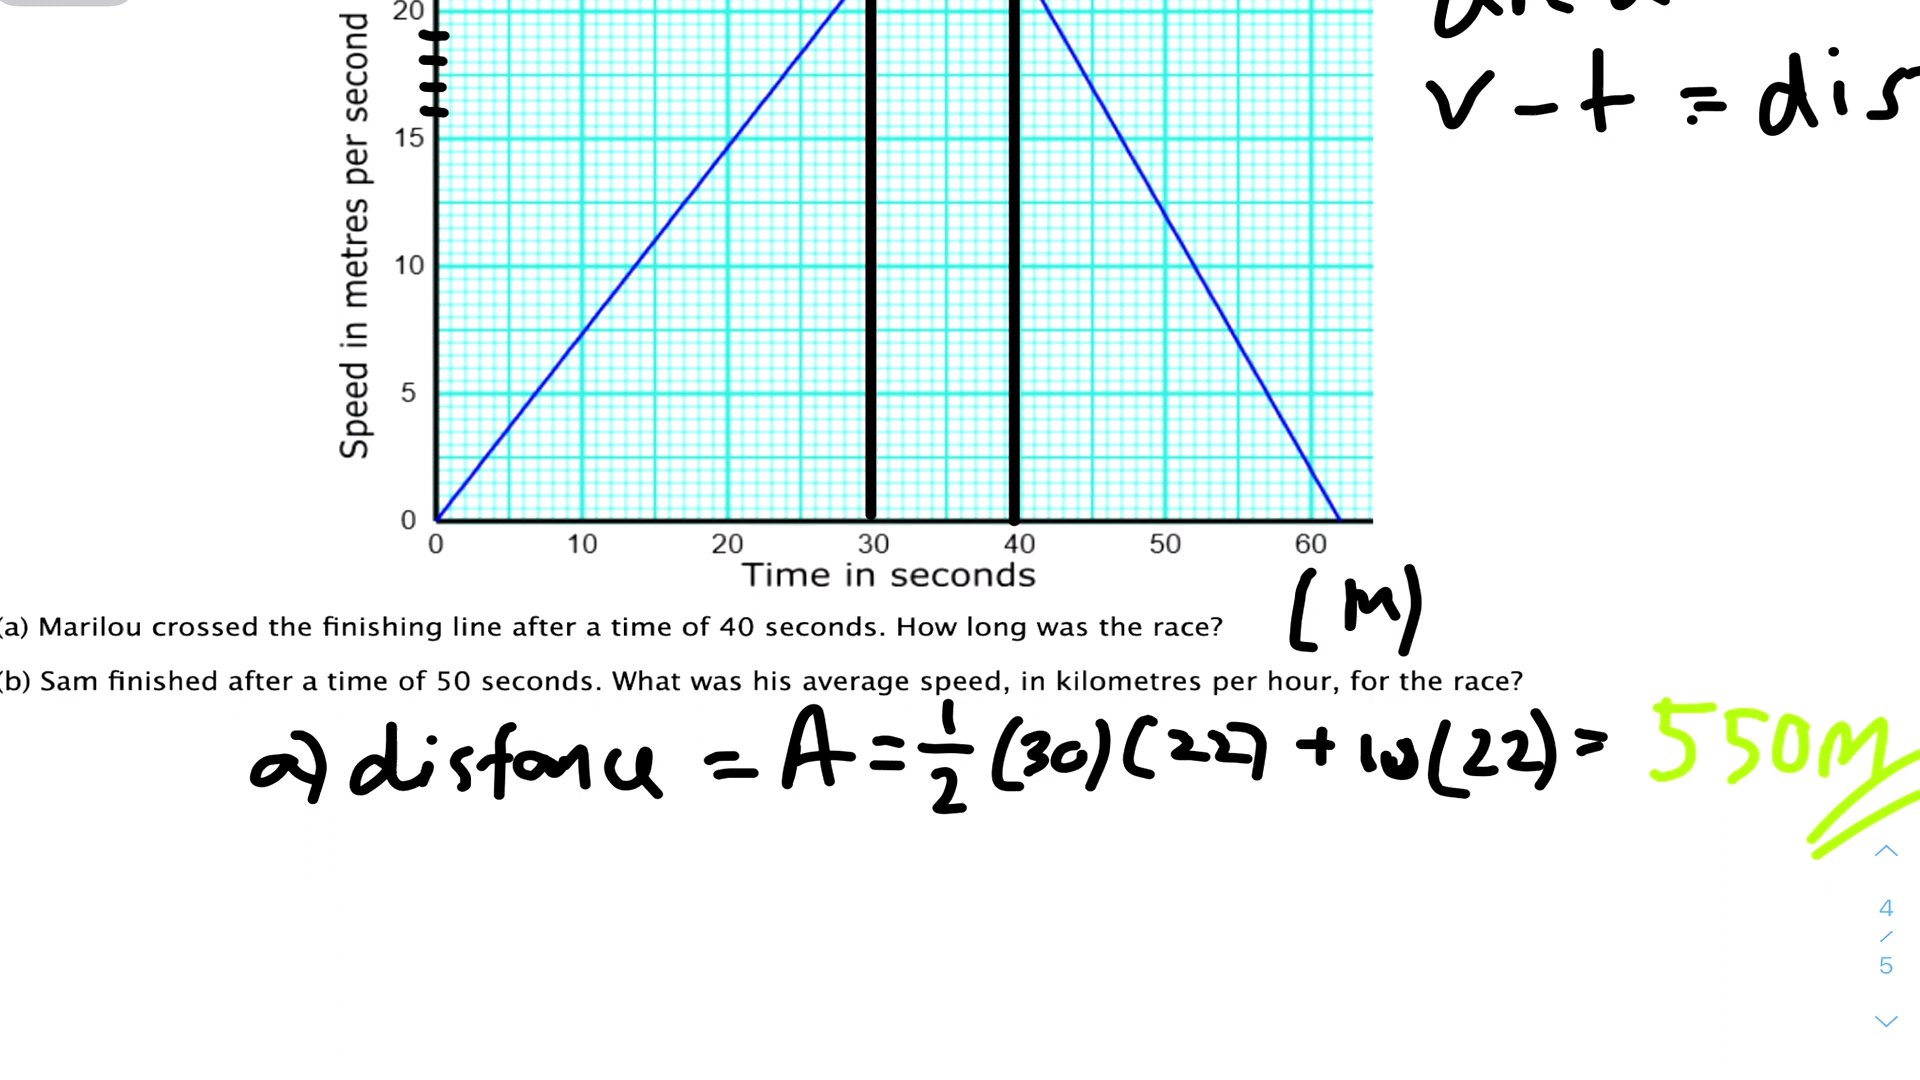 20
15
10
5
0
Speed in metres per second
v - t = dis
0 10 20 30 40 50 60
Time in seconds
(M)
(a) Marilou crossed the finishing line after a time of 40 seconds. How long was the race?
(b) Sam finished after a time of 50 seconds. What was his average speed, in kilometres per hour, for the race?
a) distance = A = 1/2 (30)(22) + 10(22) = 550M
4
/
5